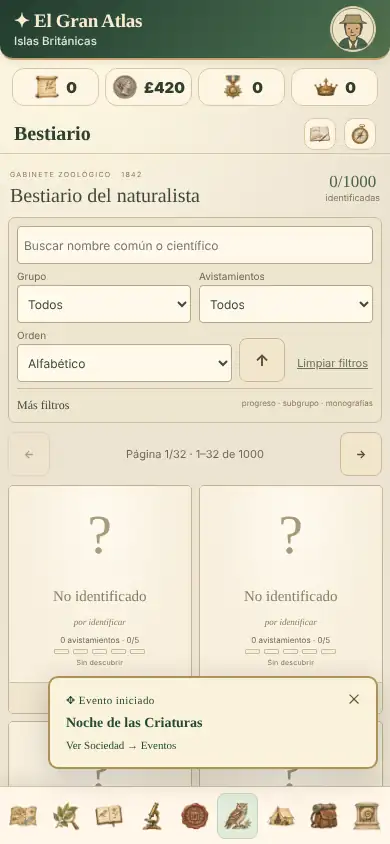 ✦ El Gran Atlas
Islas Británicas
0
£420
0
0
Bestiario
GABINETE ZOOLÓGICO 1842
Bestiario del naturalista
0/1000
identificadas
Buscar nombre común o científico
Grupo
Avistamientos
Todos
Todos
Orden
Alfabético
↑
Limpiar filtros
Más filtros
progreso · subgrupo · monografías
←
Página 1/32 · 1–32 de 1000
→
?
?
No identificado
No identificado
por identificar
por identificar
0 avistamientos · 0/5
0 avistamientos · 0/5
Sin descubrir
Sin descubrir
✥ Evento iniciado
Noche de las Criaturas
Ver Sociedad → Eventos